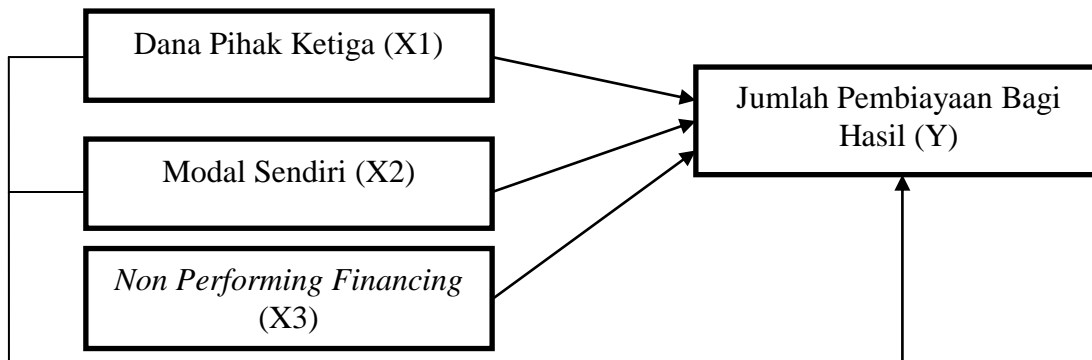 Dana Pihak Ketiga (X1)
Modal Sendiri (X2)
Non Performing Financing
(X3)
Jumlah Pembiayaan Bagi
Hasil (Y)